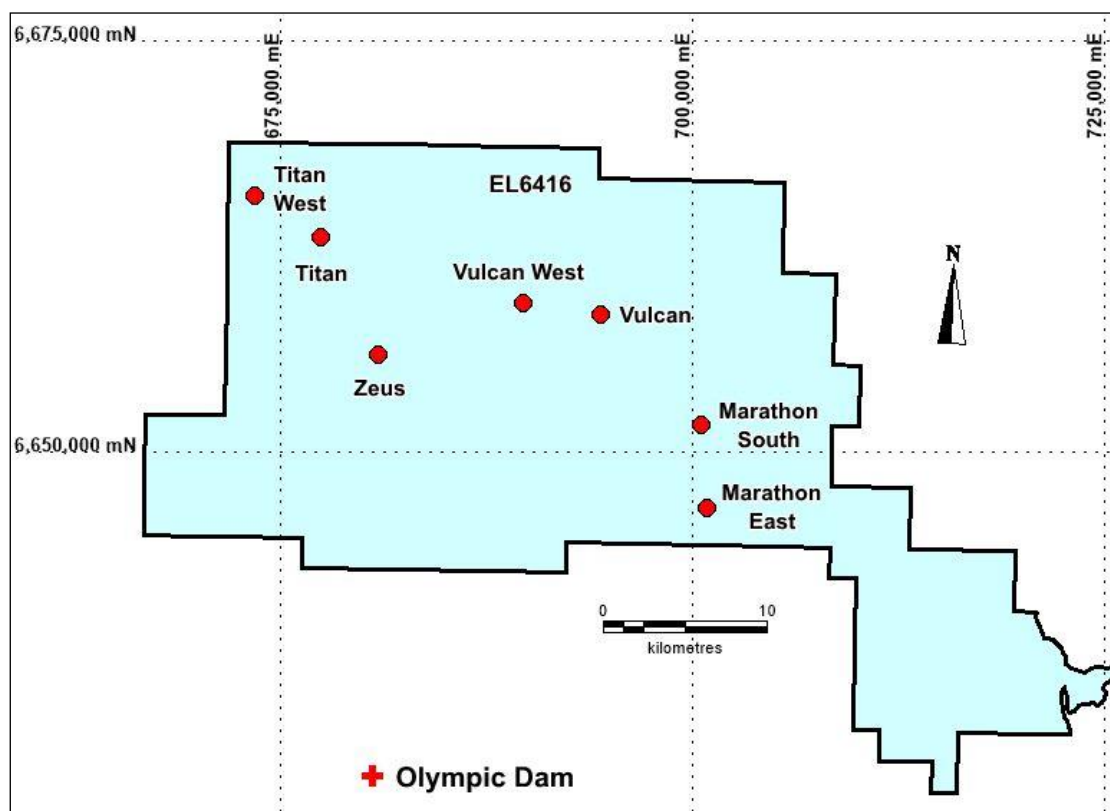 6,675,000 mN
675,000 mE
700,000 mE
725,000 mE
EL6416
Titan
West
Titan
Vulcan West
Vulcan
Zeus
N
Marathon
South
6,650,000 mN
Marathon
East
0 10
kilometres
Olympic Dam